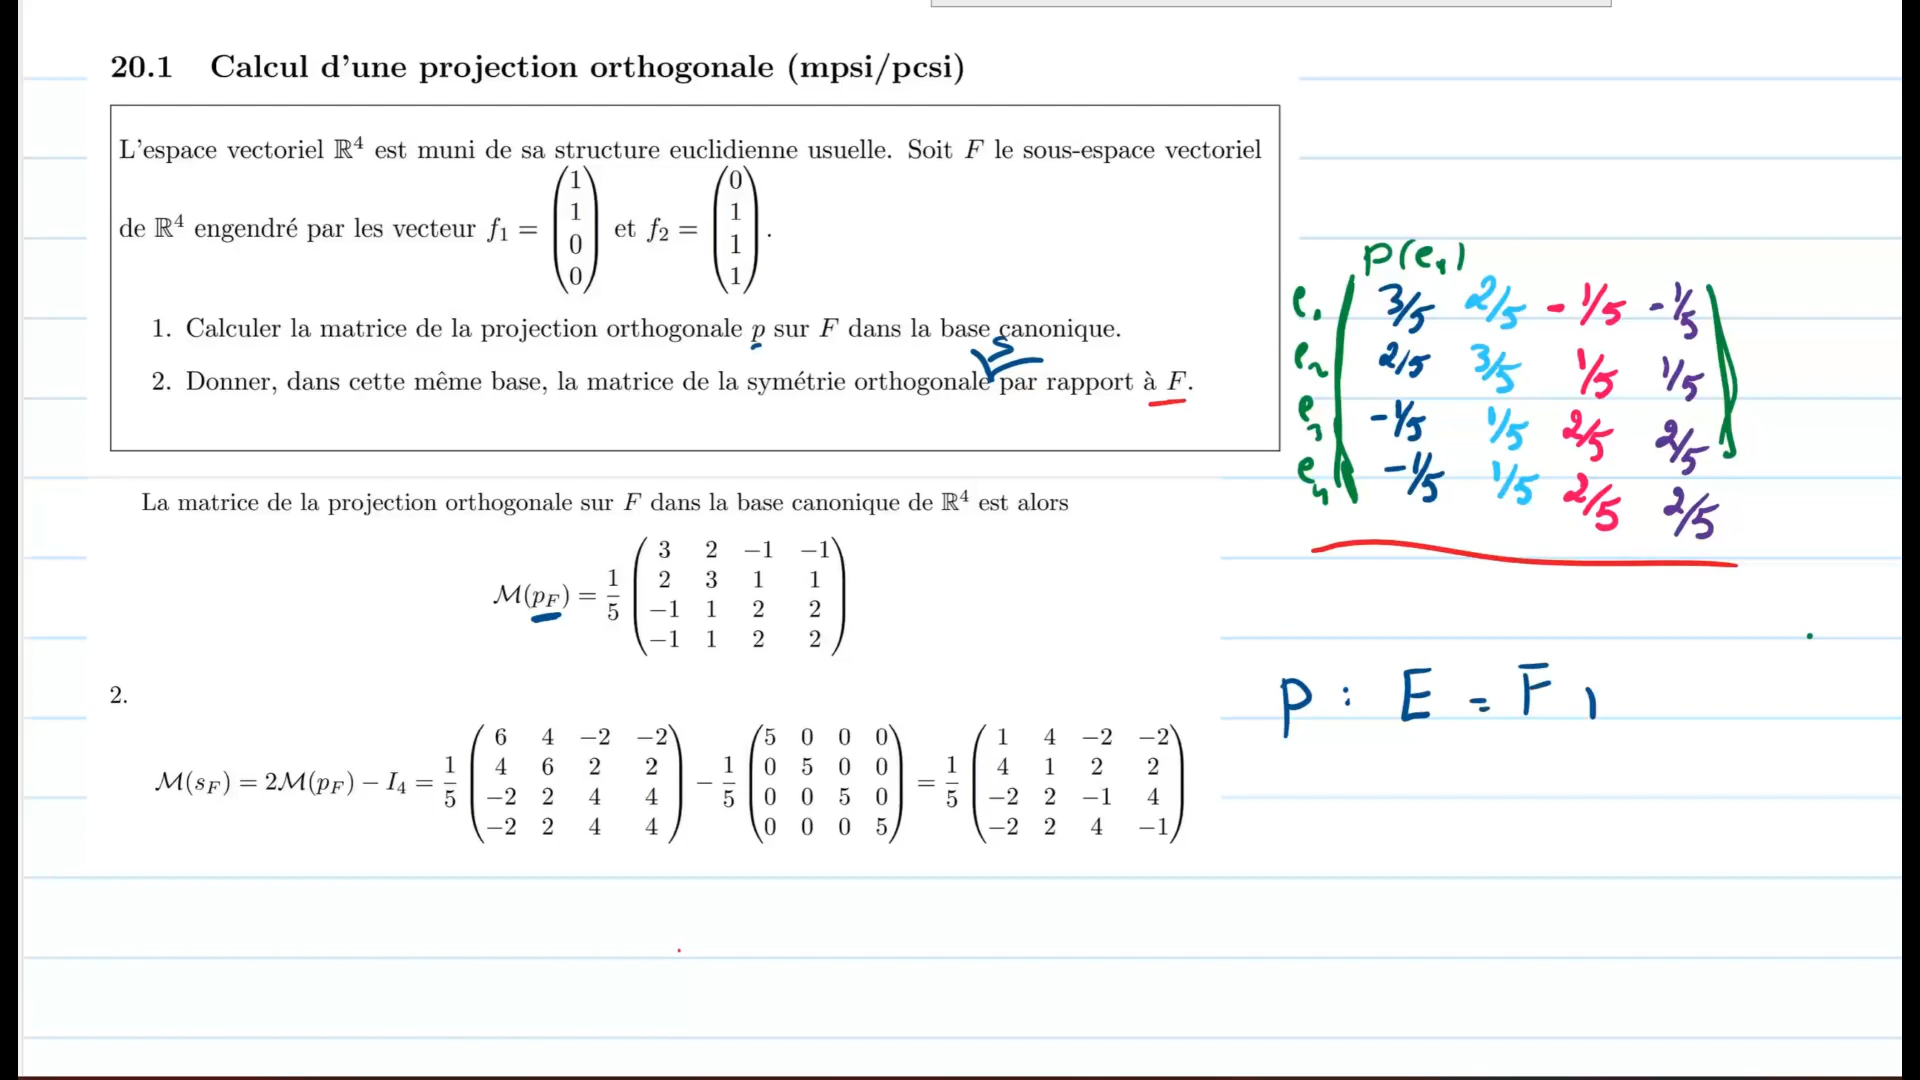 20.1 Calcul d'une projection orthogonale (mpsi/pcsi)
L'espace vectoriel ℝ⁴ est muni de sa structure euclidienne usuelle. Soit F le sous-espace vectoriel
de ℝ⁴ engendré par les vecteur f₁ = (1 1 0 0) et f₂ = (0 1 1 1).
1. Calculer la matrice de la projection orthogonale p sur F dans la base canonique.
s
2. Donner, dans cette même base, la matrice de la symétrie orthogonale par rapport à F.
La matrice de la projection orthogonale sur F dans la base canonique de ℝ⁴ est alors
M(p_F) = 1/5
3 2 −1 −1
2 3 1 1
−1 1 2 2
−1 1 2 2
2.
M(s_F) = 2M(p_F) − I₄ = 1/5
6 4 −2 −2
4 6 2 2
−2 2 4 4
−2 2 4 4
− 1/5
5 0 0 0
0 5 0 0
0 0 5 0
0 0 0 5
= 1/5
1 4 −2 −2
4 1 2 2
−2 2 −1 4
−2 2 4 −1
p(e₁)
e₁ 3/5 2/5 -1/5 -1/5
e₂ 2/5 3/5 1/5 1/5
e₃ -1/5 1/5 2/5 2/5
e₄ -1/5 1/5 2/5 2/5
p : E = F